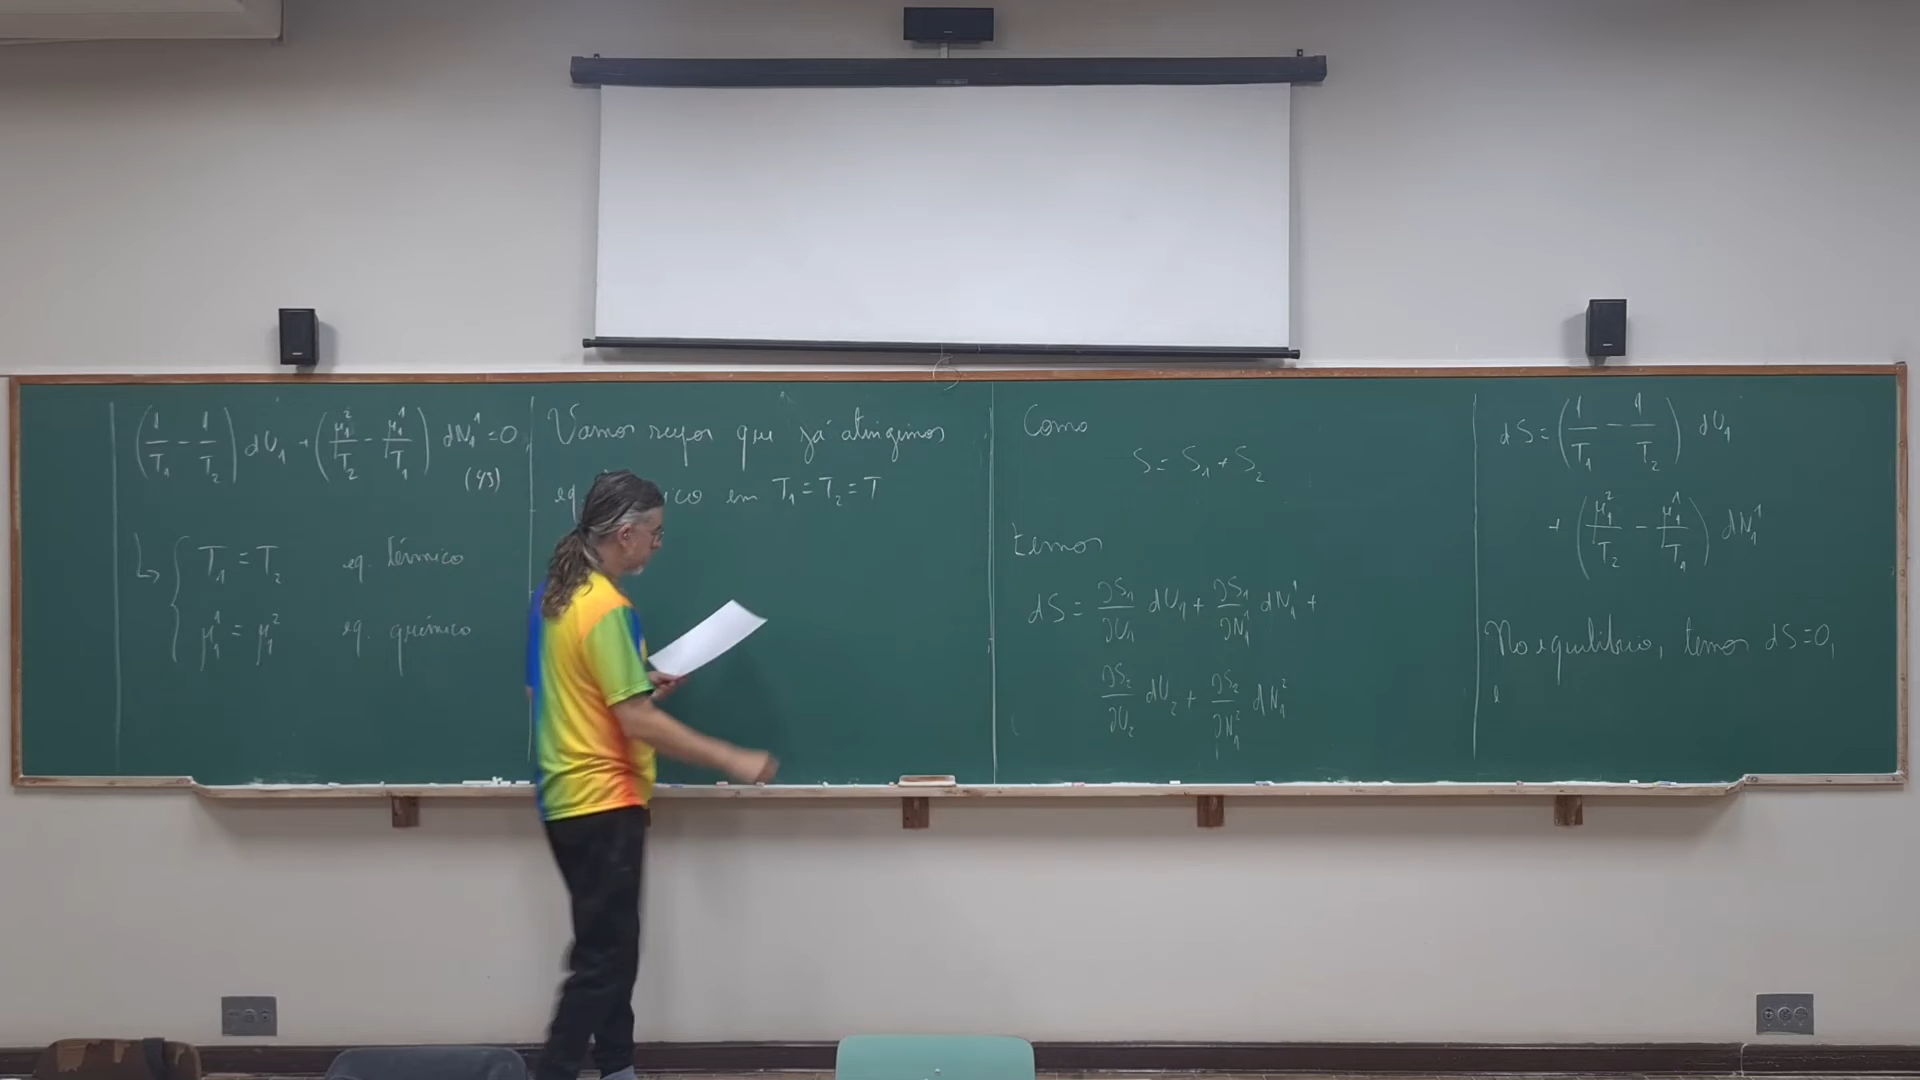 (1/T₁ − 1/T₂) dU₁ + (μ₁²/T₂ − μ₁¹/T₁) dN₁¹ = 0,
(43)
↳ { T₁ = T₂ eq. térmico
μ₁¹ = μ₁² eq. químico
Vamos supor que já atingimos
eq. em T₁ = T₂ = T
Como
S = S₁ + S₂
temos
dS = ∂S₁/∂U₁ dU₁ + ∂S₁/∂N₁¹ dN₁¹ +
∂S₂/∂U₂ dU₂ + ∂S₂/∂N₁² dN₁²
dS = (1/T₁ − 1/T₂) dU₁
+ (μ₁²/T₂ − μ₁¹/T₁) dN₁¹
No equilíbrio, temos dS = 0,
e